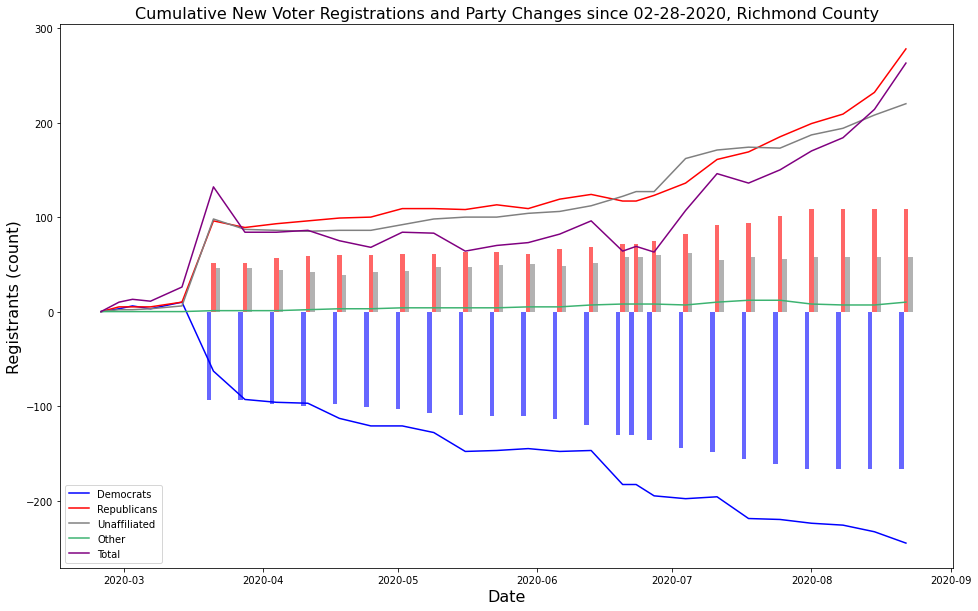 Cumulative New Voter Registrations and Party Changes since 02-28-2020, Richmond County
Registrants (count)
300
200
100
0
−100
−200
Democrats
Republicans
Unaffiliated
Other
Total
2020-03
2020-04
2020-05
2020-06
2020-07
2020-08
2020-09
Date